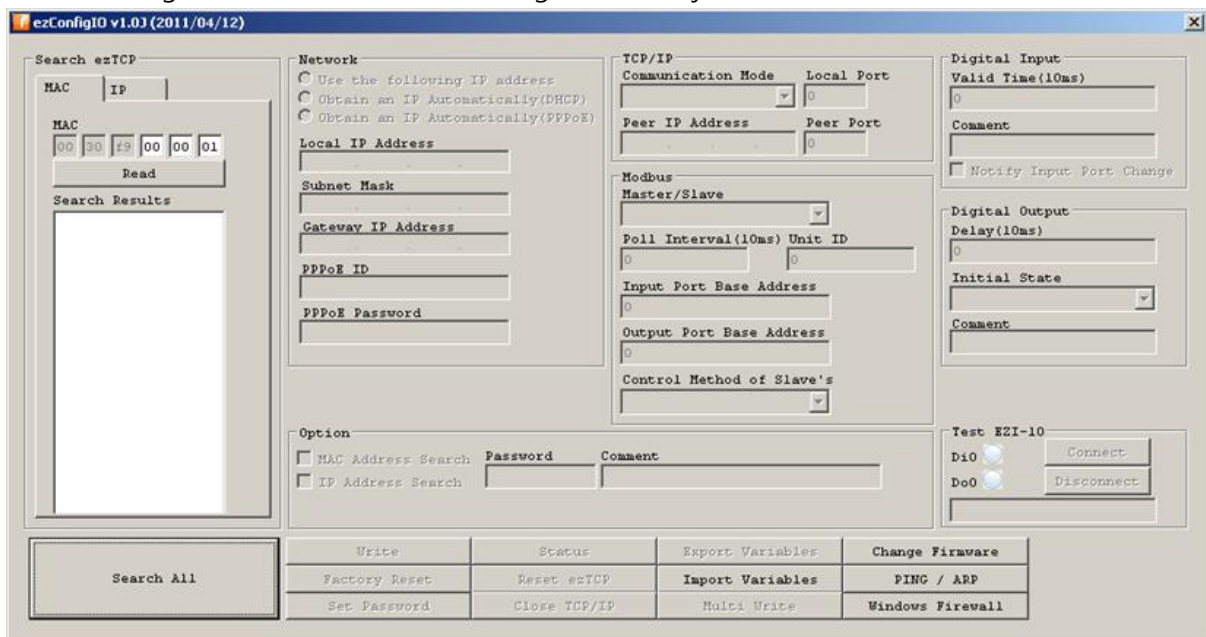 ezConfigIO v1.0J (2011/04/12)
Search ezTCP
MAC
IP
MAC
00 30 f9 00 00 01
Read
Search Results
Search All
Network
Use the following IP address
Obtain an IP Automatically(DHCP)
Obtain an IP Automatically(PPPoE)
Local IP Address
Subnet Mask
Gateway IP Address
PPPoE ID
PPPoE Password
TCP/IP
Communication Mode Local Port
0
Peer IP Address Peer Port
0
Modbus
Master/Slave
Poll Interval(10ms) Unit ID
0 0
Input Port Base Address
0
Output Port Base Address
0
Control Method of Slave's
Digital Input
Valid Time(10ms)
0
Comment
Notify Input Port Change
Digital Output
Delay(10ms)
0
Initial State
Comment
Option
MAC Address Search Password Comment
IP Address Search
Test EZI-10
Di0 Connect
Do0 Disconnect
Write Status Export Variables Change Firmware
Factory Reset Reset ezTCP Import Variables PING / ARP
Set Password Close TCP/IP Multi Write Windows Firewall